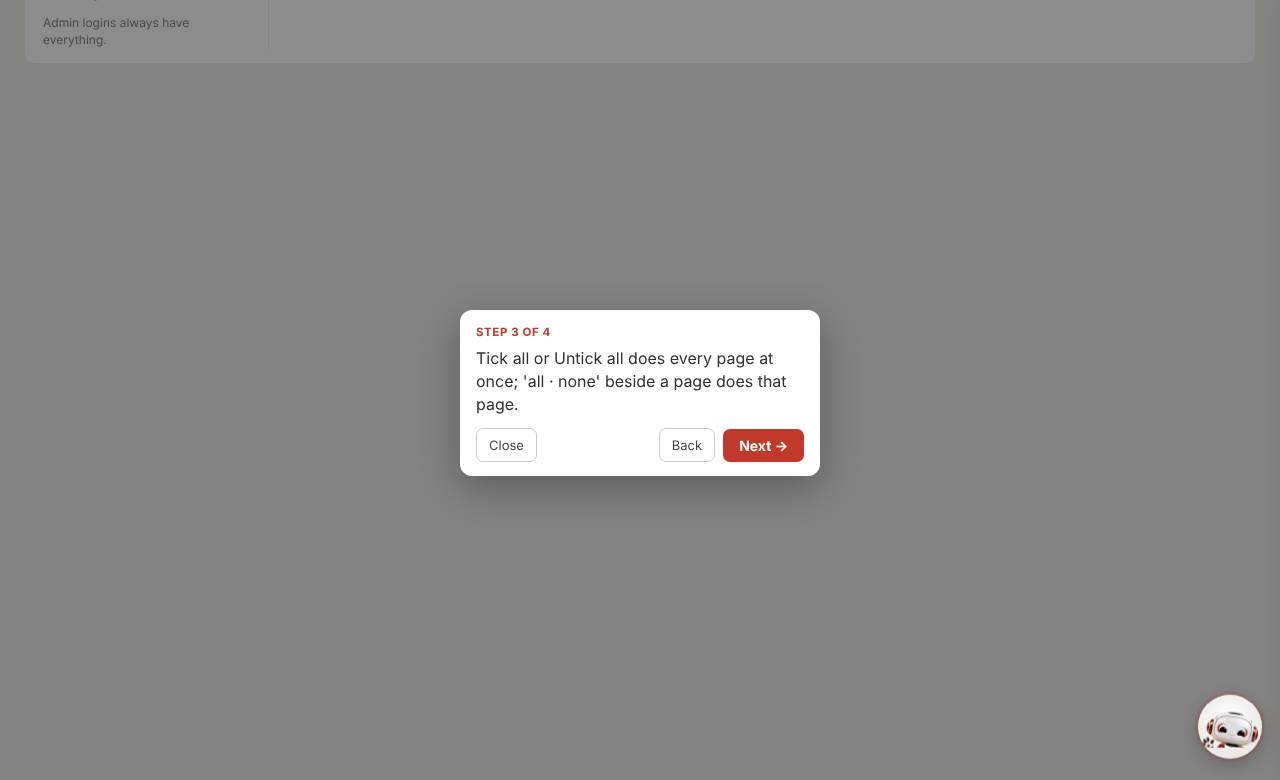 Admin logins always have
everything.
STEP 3 OF 4
Tick all or Untick all does every page at
once; 'all · none' beside a page does that
page.
Close
Back
Next →